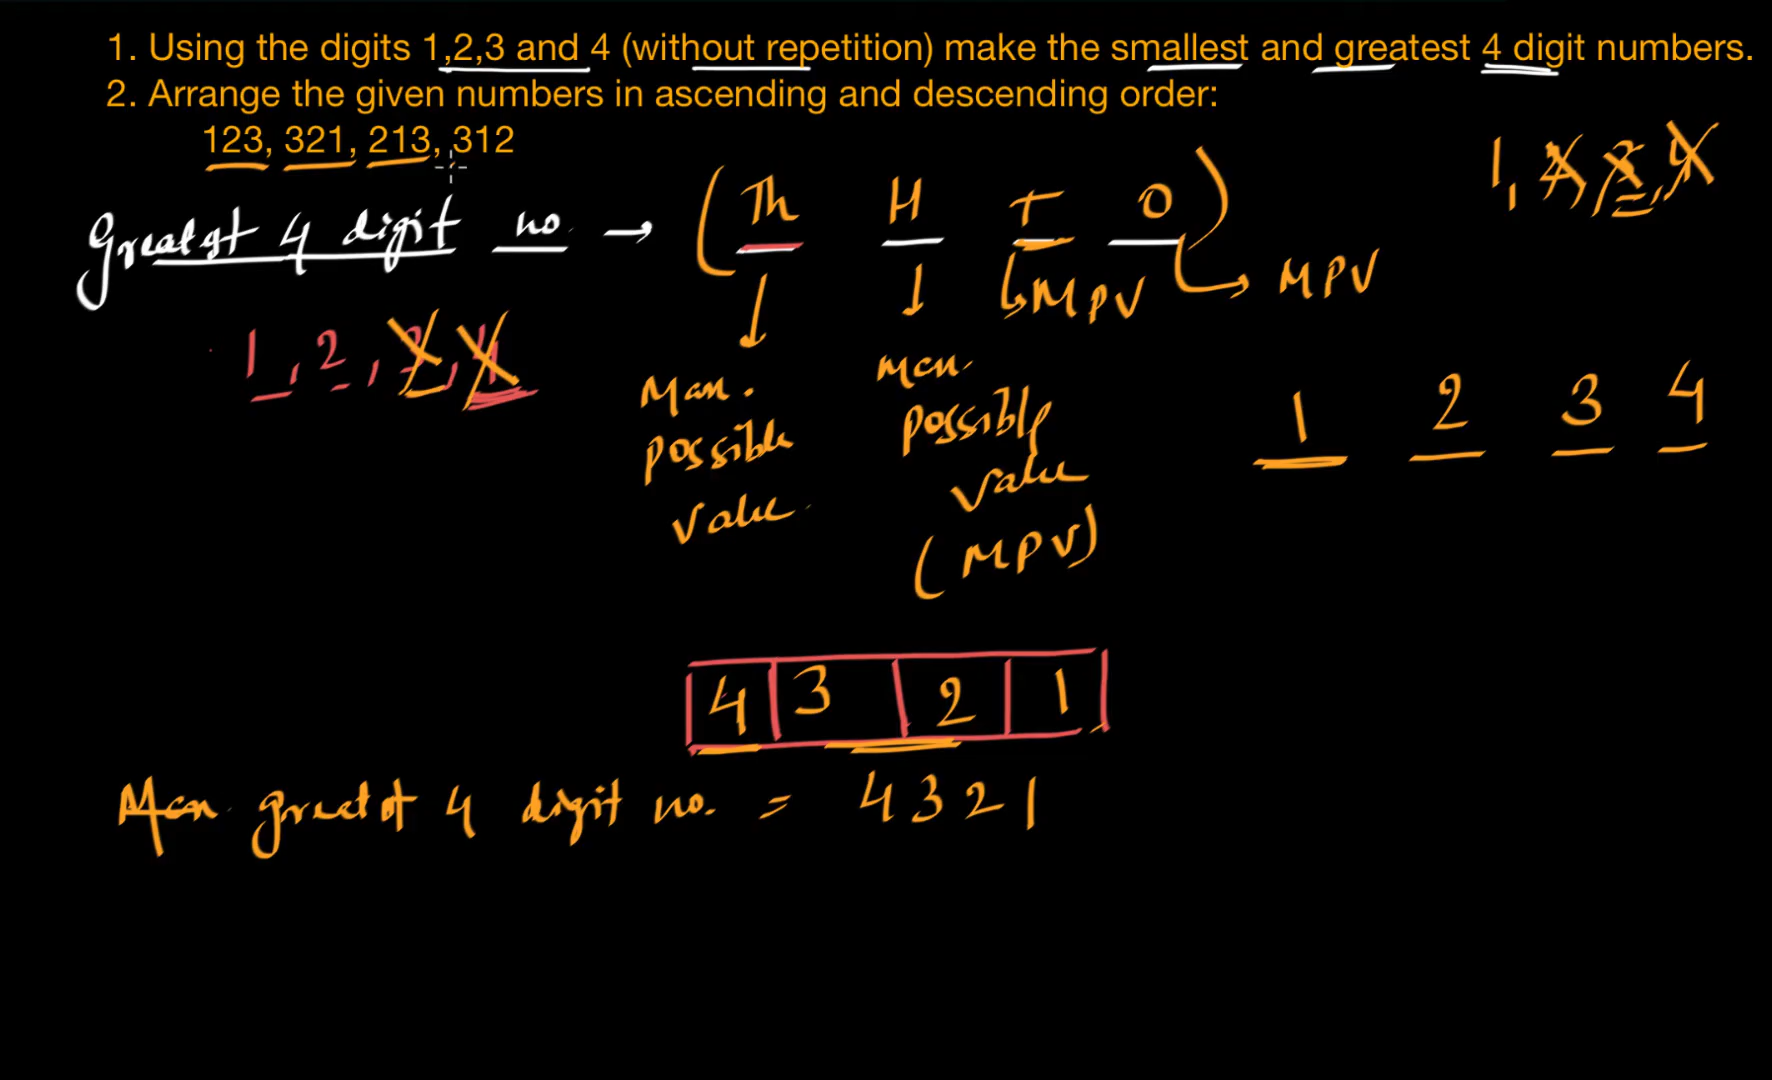 1. Using the digits 1,2,3 and 4 (without repetition) make the smallest and greatest 4 digit numbers.
2. Arrange the given numbers in ascending and descending order:
123, 321, 213, 312
Greatest 4 digit no. → (Th H T O)
MPV MPV
1, 2,
Max. possible value
Max. possible value (MPV)
1 2 3 4
4 3 2 1
Max greatest 4 digit no. = 4321